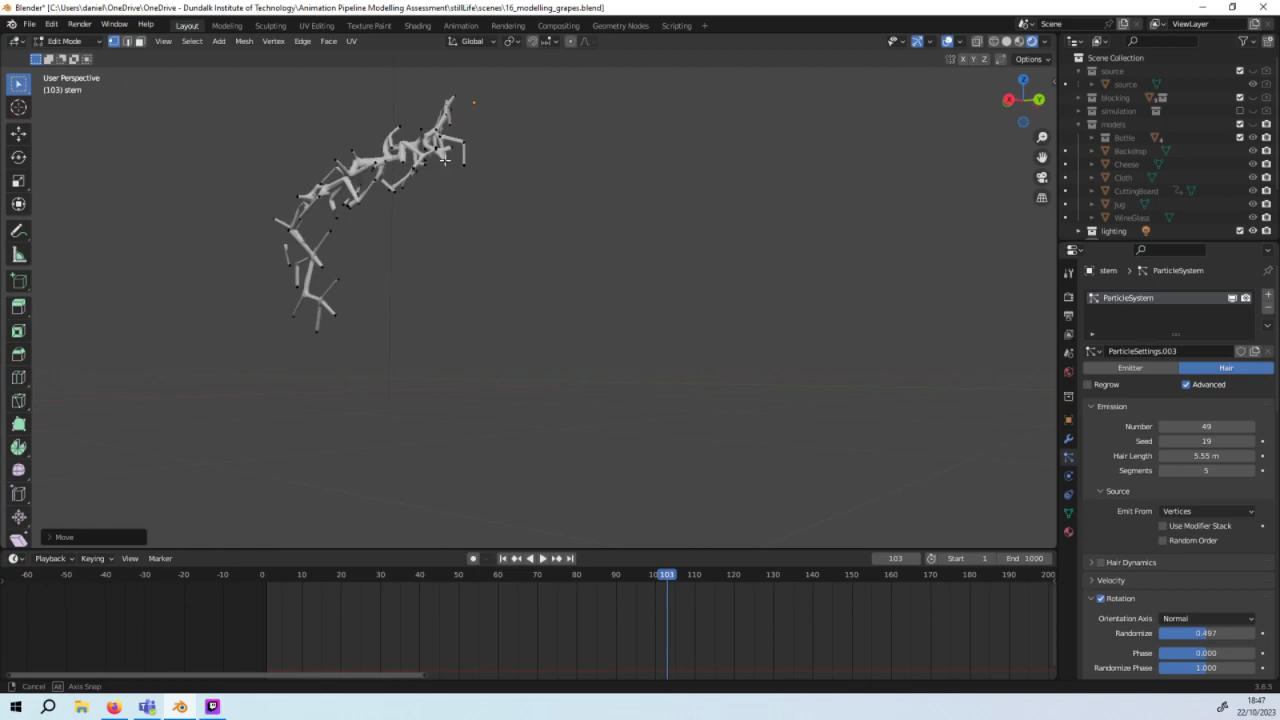 Blender* [C:\Users\daniel\OneDrive\OneDrive - Dundalk Institute of Technology\Animation Pipeline Modelling Assessment\stillLife\scenes\16_modelling_grapes.blend]
File Edit Render Window Help Layout Modeling Sculpting UV Editing Texture Paint Shading Animation Rendering Compositing Geometry Nodes Scripting + Scene ViewLayer
Edit Mode View Select Add Mesh Vertex Edge Face UV Global
X Y Z Options
User Perspective
(103) stem
Z
X Y
Scene Collection
source
source
blocking
simulation
models
Bottle
Backdrop
Cheese
Cloth
CuttingBoard
Jug
WineGlass
lighting
stem ParticleSystem
ParticleSystem
ParticleSettings.003
Emitter Hair
Regrow Advanced
Emission
Number 49
Seed 19
Hair Length 5.55 m
Segments 5
Source
Emit From Vertices
Use Modifier Stack
Random Order
Hair Dynamics
Velocity
Rotation
Orientation Axis Normal
Randomize 0.497
Phase 0.000
Randomize Phase 1.000
Move
Playback Keying View Marker 103 Start 1 End 1000
-60 -50 -40 -30 -20 -10 0 10 20 30 40 50 60 70 80 90 103 110 120 130 140 150 160 170 180 190 200
Cancel Alt Axis Snap 3.6.5
18:47
22/10/2023